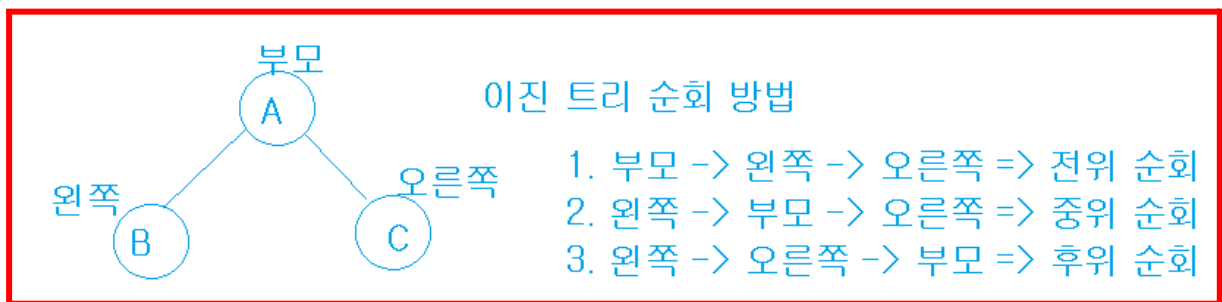 부모
A
이진 트리 순회 방법
1. 부모 -> 왼쪽 -> 오른쪽 => 전위 순회
왼쪽
오른쪽
2. 왼쪽 -> 부모 -> 오른쪽 => 중위 순회
B
C
3. 왼쪽 -> 오른쪽 -> 부모 => 후위 순회